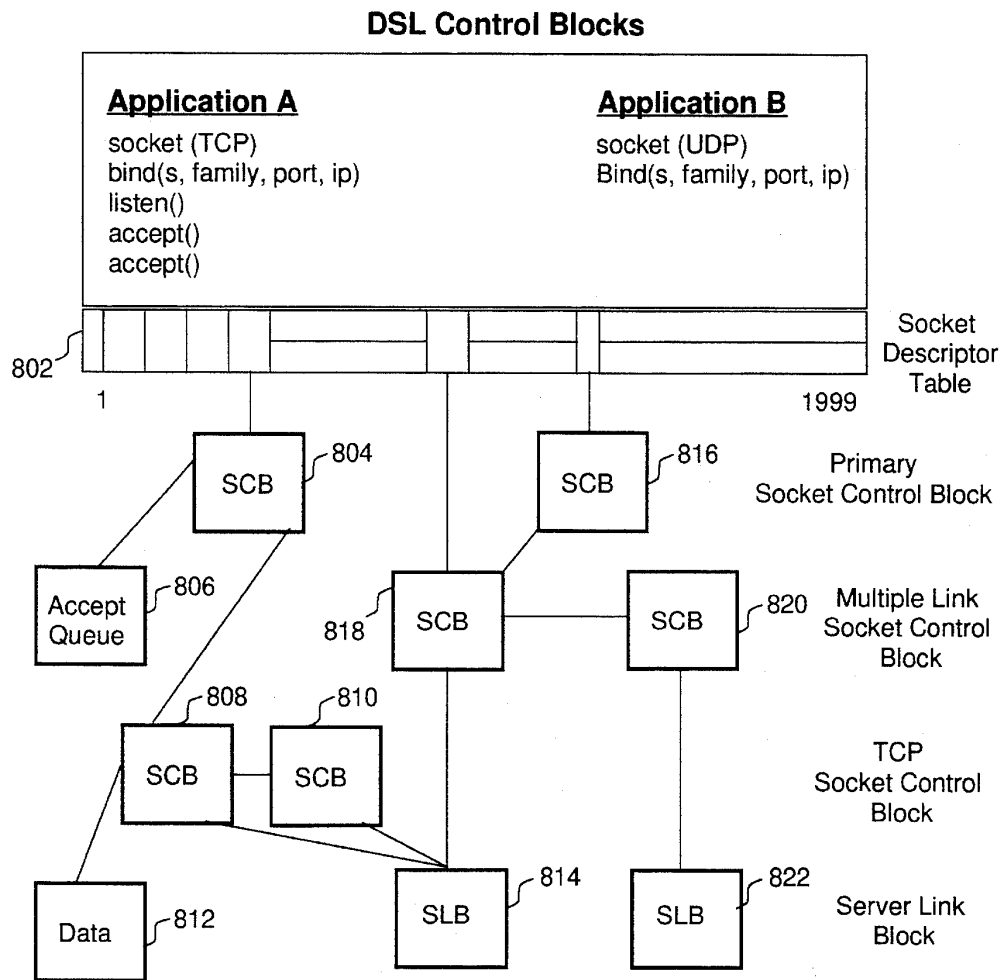 DSL Control Blocks
Application A
socket (TCP)
bind(s, family, port, ip)
listen()
accept()
accept()
Application B
socket (UDP)
Bind(s, family, port, ip)
802
Socket
Descriptor
Table
1
1999
SCB
804
SCB
816
Primary
Socket Control Block
Accept
Queue
806
818
SCB
SCB
820
Multiple Link
Socket Control
Block
808
SCB
810
SCB
TCP
Socket Control
Block
Data
812
SLB
814
SLB
822
Server Link
Block